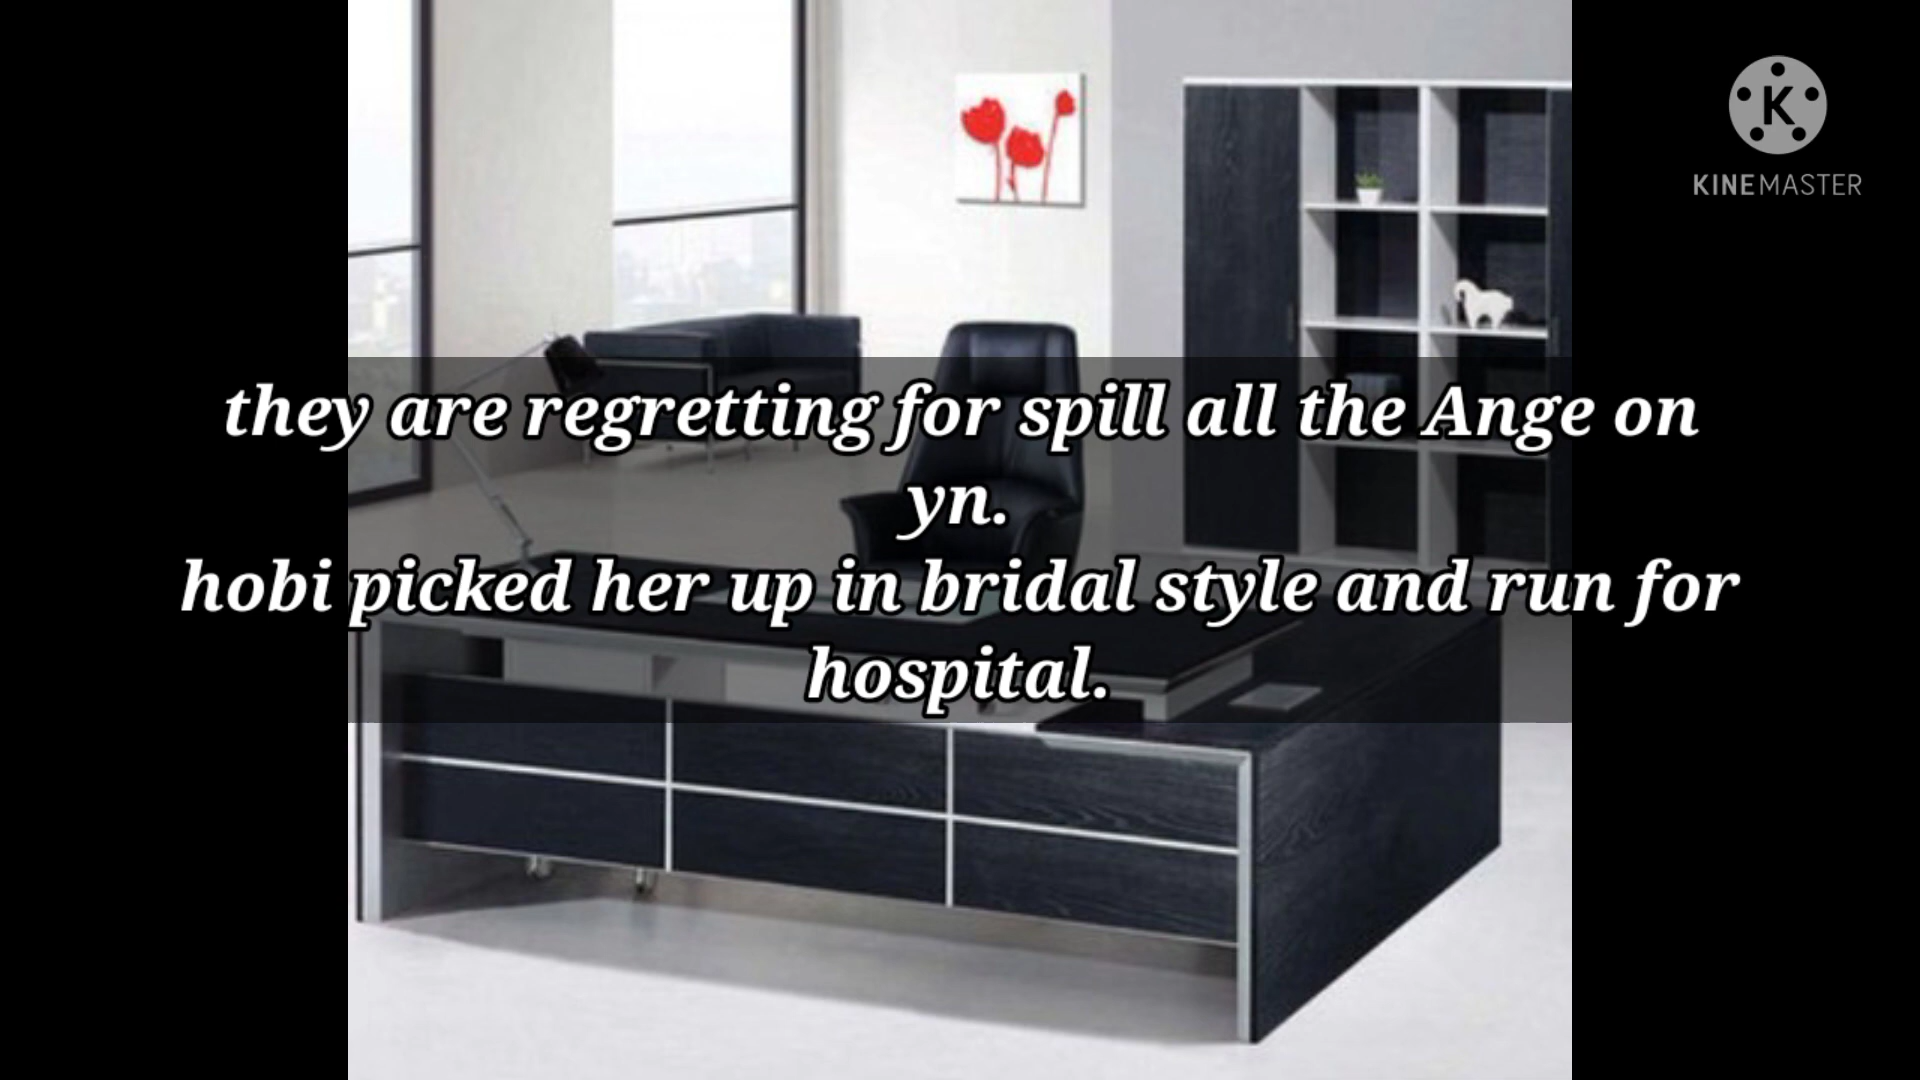 KINEMASTER
they are regretting for spill all the Ange on
yn.
hobi picked her up in bridal style and run for
hospital.